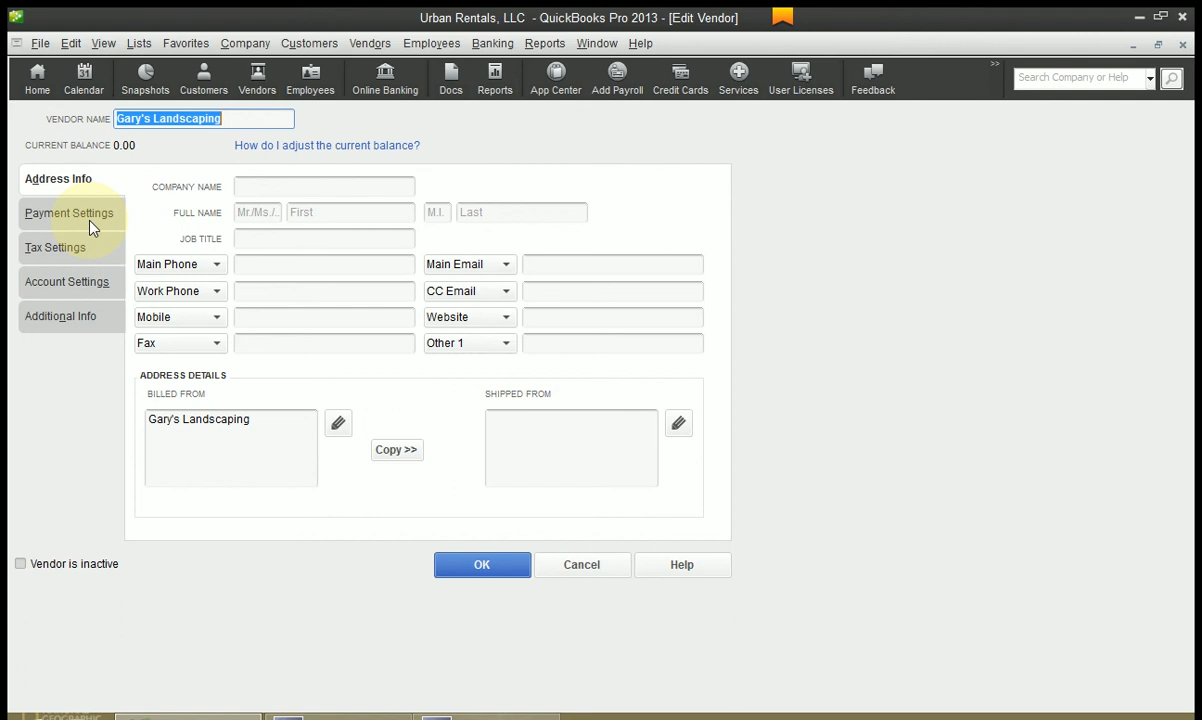 Urban Rentals, LLC - QuickBooks Pro 2013 - [Edit Vendor]
File Edit View Lists Favorites Company Customers Vendors Employees Banking Reports Window Help
31
Home Calendar Snapshots Customers Vendors Employees Online Banking Docs Reports App Center Add Payroll Credit Cards Services User Licenses Feedback
>>
Search Company or Help
VENDOR NAME Gary's Landscaping
CURRENT BALANCE 0.00 How do I adjust the current balance?
Address Info
Payment Settings
Tax Settings
Account Settings
Additional Info
COMPANY NAME
FULL NAME Mr./Ms./.. First M.I. Last
JOB TITLE
Main Phone Main Email
Work Phone CC Email
Mobile Website
Fax Other 1
ADDRESS DETAILS
BILLED FROM SHIPPED FROM
Gary's Landscaping
Copy >>
Vendor is inactive
OK Cancel Help